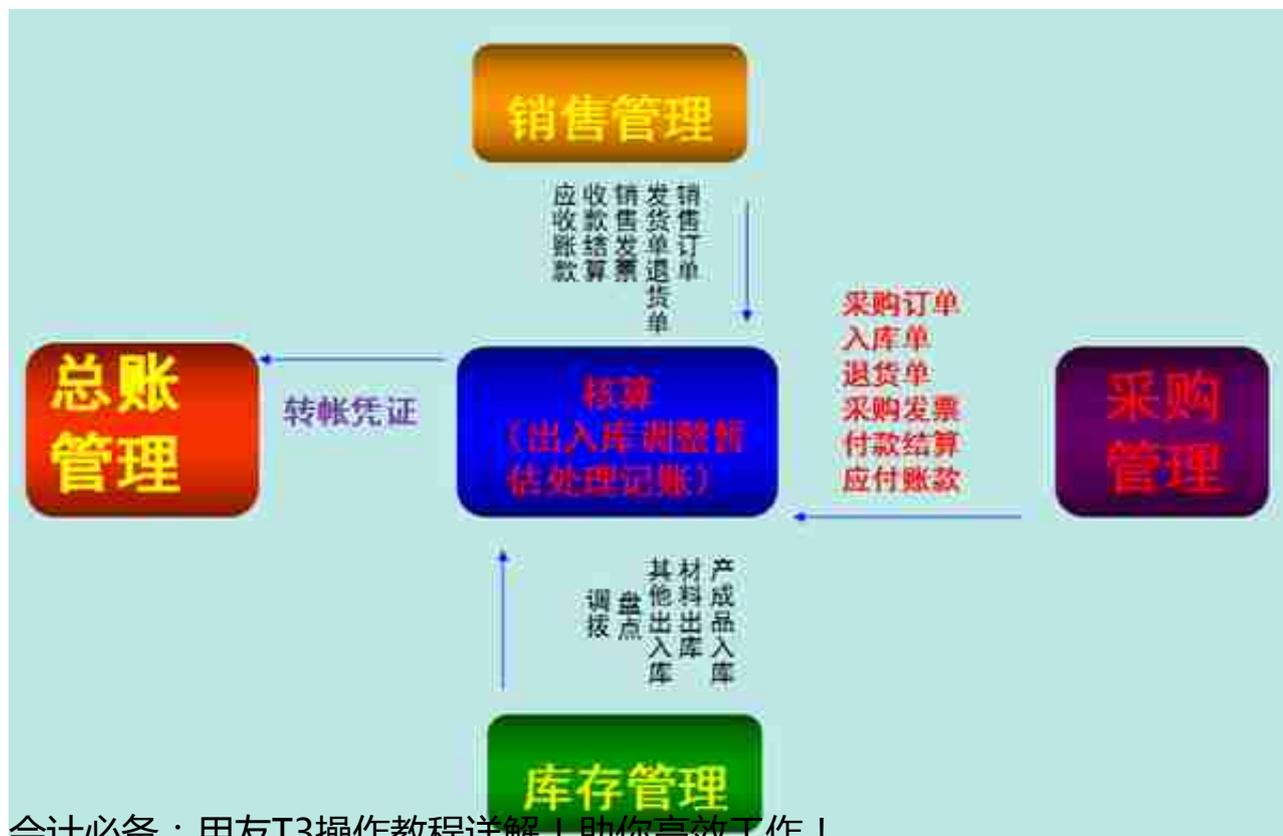 销售管理
销售订单
发货单退货单
销售发票
收款结算
应收账款
采购订单
入库单
退货单
采购发票
付款结算
应付账款
总账
管理
转帐凭证
核算
（出入库调整暂
估处理记账）
采购
管理
产成品入库
材料出库
其他出入库
盘点
调拨
库存管理
会计必备：用友T3操作教程详解！助你高效工作！